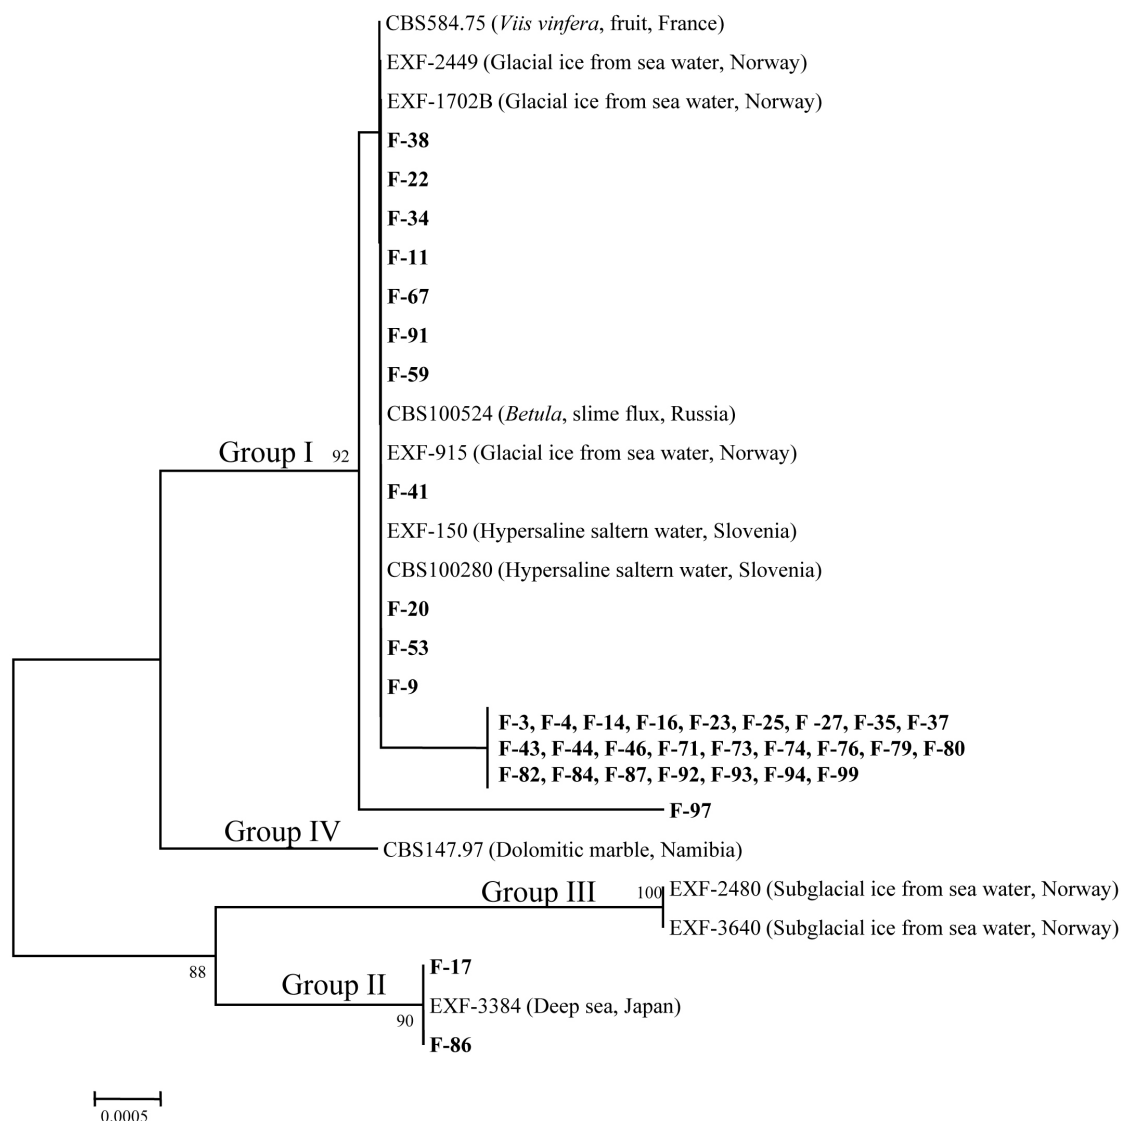 CBS584.75 (Viis vinfera, fruit, France)
EXF-2449 (Glacial ice from sea water, Norway)
EXF-1702B (Glacial ice from sea water, Norway)
F-38
F-22
F-34
F-11
F-67
F-91
F-59
CBS100524 (Betula, slime flux, Russia)
Group I 92
EXF-915 (Glacial ice from sea water, Norway)
F-41
EXF-150 (Hypersaline saltern water, Slovenia)
CBS100280 (Hypersaline saltern water, Slovenia)
F-20
F-53
F-9
F-3, F-4, F-14, F-16, F-23, F-25, F -27, F-35, F-37
F-43, F-44, F-46, F-71, F-73, F-74, F-76, F-79, F-80
F-82, F-84, F-87, F-92, F-93, F-94, F-99
F-97
Group IV
CBS147.97 (Dolomitic marble, Namibia)
Group III
100
EXF-2480 (Subglacial ice from sea water, Norway)
EXF-3640 (Subglacial ice from sea water, Norway)
88
F-17
Group II
EXF-3384 (Deep sea, Japan)
90
F-86
0.0005